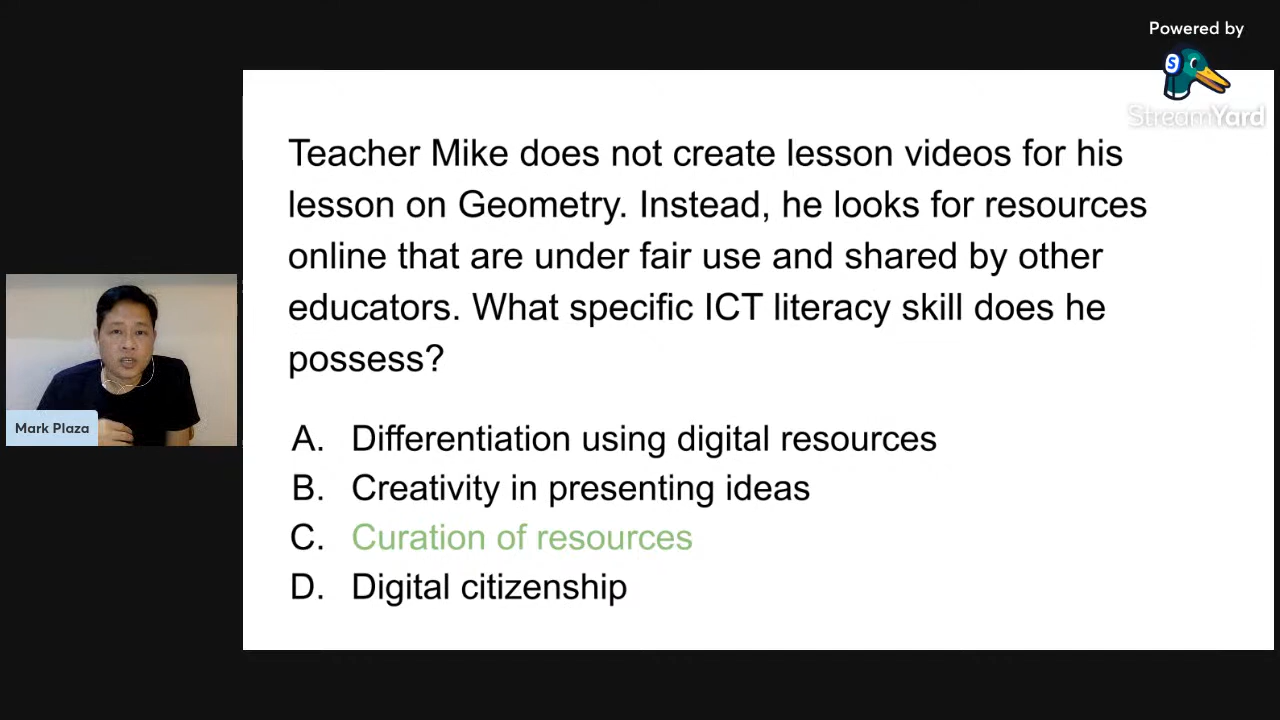 Powered by
StreamYard
Teacher Mike does not create lesson videos for his
lesson on Geometry. Instead, he looks for resources
online that are under fair use and shared by other
educators. What specific ICT literacy skill does he
possess?
A. Differentiation using digital resources
B. Creativity in presenting ideas
C. Curation of resources
D. Digital citizenship
Mark Plaza